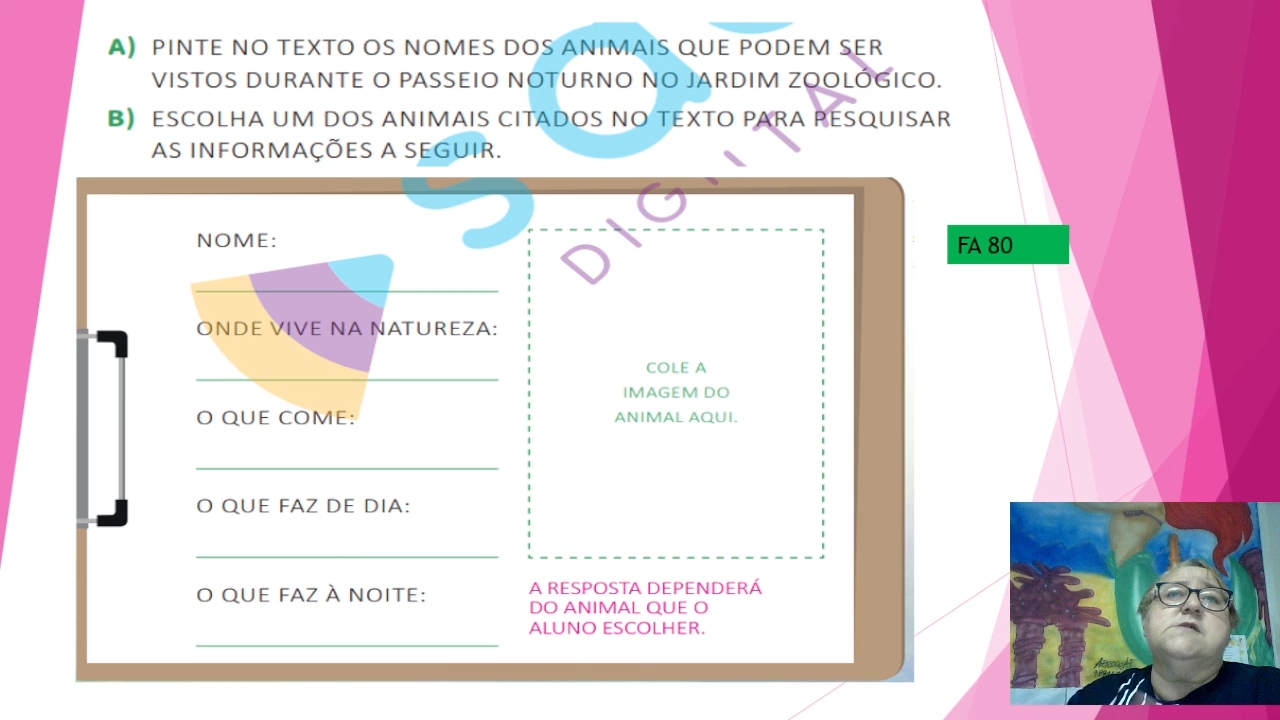 A) PINTE NO TEXTO OS NOMES DOS ANIMAIS QUE PODEM SER
VISTOS DURANTE O PASSEIO NOTURNO NO JARDIM ZOOLÓGICO.
B) ESCOLHA UM DOS ANIMAIS CITADOS NO TEXTO PARA PESQUISAR
AS INFORMAÇÕES A SEGUIR.
DIGITAL
FA 80
NOME:
ONDE VIVE NA NATUREZA:
O QUE COME:
O QUE FAZ DE DIA:
O QUE FAZ À NOITE:
COLE A
IMAGEM DO
ANIMAL AQUI.
A RESPOSTA DEPENDERÁ
DO ANIMAL QUE O
ALUNO ESCOLHER.